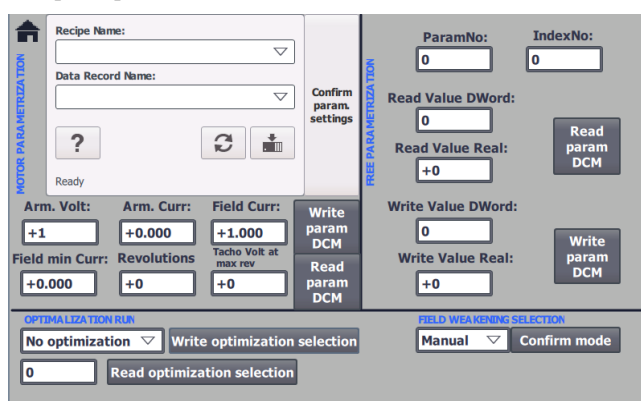 MOTOR PARAMETRIZATION
Recipe Name:
Data Record Name:
?
Ready
Confirm
param.
settings
Arm. Volt:
Arm. Curr:
Field Curr:
+1
+0.000
+1.000
Write
param
DCM
Field min Curr:
Revolutions
Tacho Volt at
max rev
+0.000
+0
+0
Read
param
DCM
FREE PARAMETRIZATION
ParamNo:
IndexNo:
0
0
Read Value DWord:
0
Read Value Real:
+0
Read
param
DCM
Write Value DWord:
0
Write Value Real:
+0
Write
param
DCM
OPTIMALIZATION RUN
No optimization
Write optimization selection
0
Read optimization selection
FIELD WEAKENING SELECTION
Manual
Confirm mode